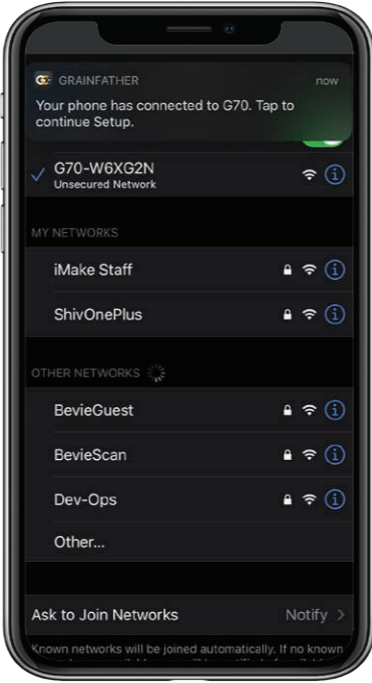 GRAINFATHER now
Your phone has connected to G70. Tap to
continue Setup.
G70-W6XG2N
Unsecured Network
MY NETWORKS
iMake Staff
ShivOnePlus
OTHER NETWORKS
BevieGuest
BevieScan
Dev-Ops
Other...
Ask to Join Networks Notify
Known networks will be joined automatically. If no known